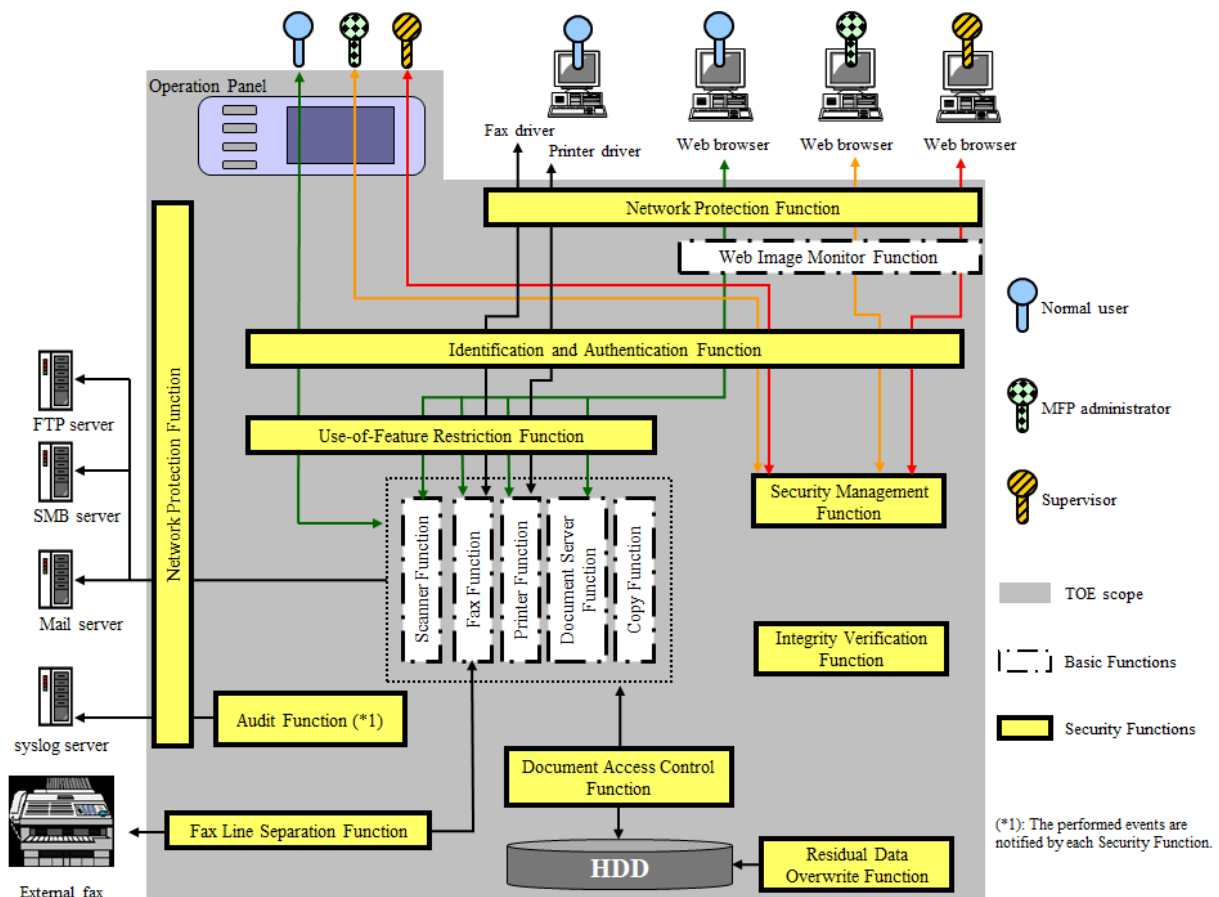 Operation Panel
Fax driver
Printer driver
Web browser
Web browser
Web browser
Network Protection Function
Web Image Monitor Function
Identification and Authentication Function
Use-of-Feature Restriction Function
Network Protection Function
Security Management
Function
Scanner Function
Fax Function
Printer Function
Document Server
Function
Copy Function
Integrity Verification
Function
FTP server
SMB server
Mail server
syslog server
Audit Function (*1)
Document Access Control
Function
Fax Line Separation Function
External fax
HDD
Residual Data
Overwrite Function
Normal user
MFP administrator
Supervisor
TOE scope
Basic Functions
Security Functions
(*1): The performed events are
notified by each Security Function.